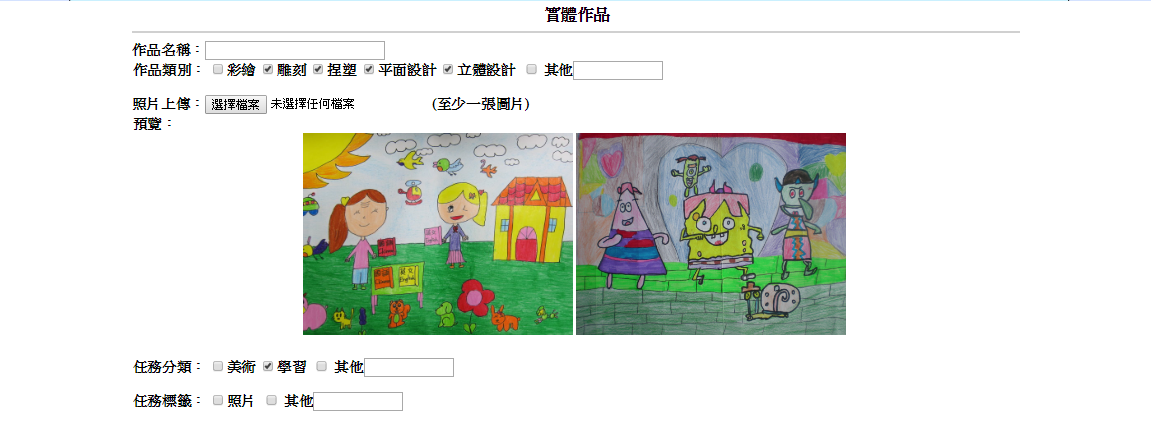 實體作品
作品名稱：
作品類別： 彩繪 雕刻 捏塑 平面設計 立體設計 其他
照片上傳： 選擇檔案 未選擇任何檔案 (至少一張圖片)
預覽：
任務分類： 美術 學習 其他
任務標籤： 照片 其他